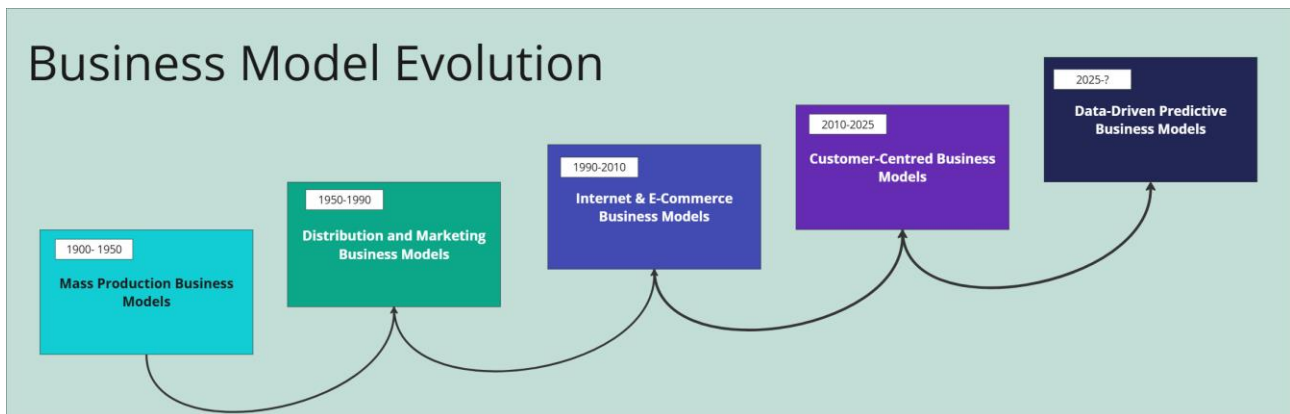 Business Model Evolution
1900- 1950
Mass Production Business
Models
1950-1990
Distribution and Marketing
Business Models
1990-2010
Internet & E-Commerce
Business Models
2010-2025
Customer-Centred Business
Models
2025-?
Data-Driven Predictive
Business Models